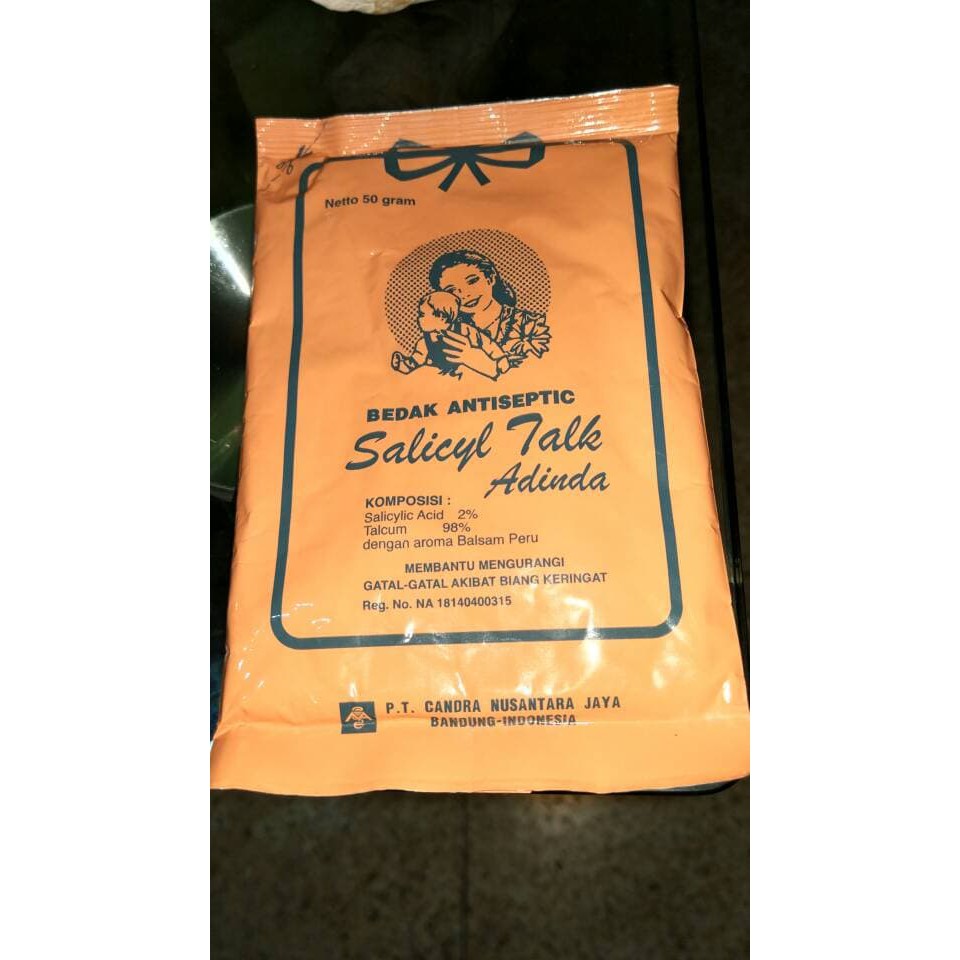 Netto 50 gram
BEDAK ANTISEPTIC
Salicyl Talk
Adinda
KOMPOSISI :
Salicylic Acid 2%
Talcum 98%
dengan aroma Balsam Peru
MEMBANTU MENGURANGI
GATAL-GATAL AKIBAT BIANG KERINGAT
Reg. No. NA 18140400315
P.T. CANDRA NUSANTARA JAYA
BANDUNG-INDONESIA